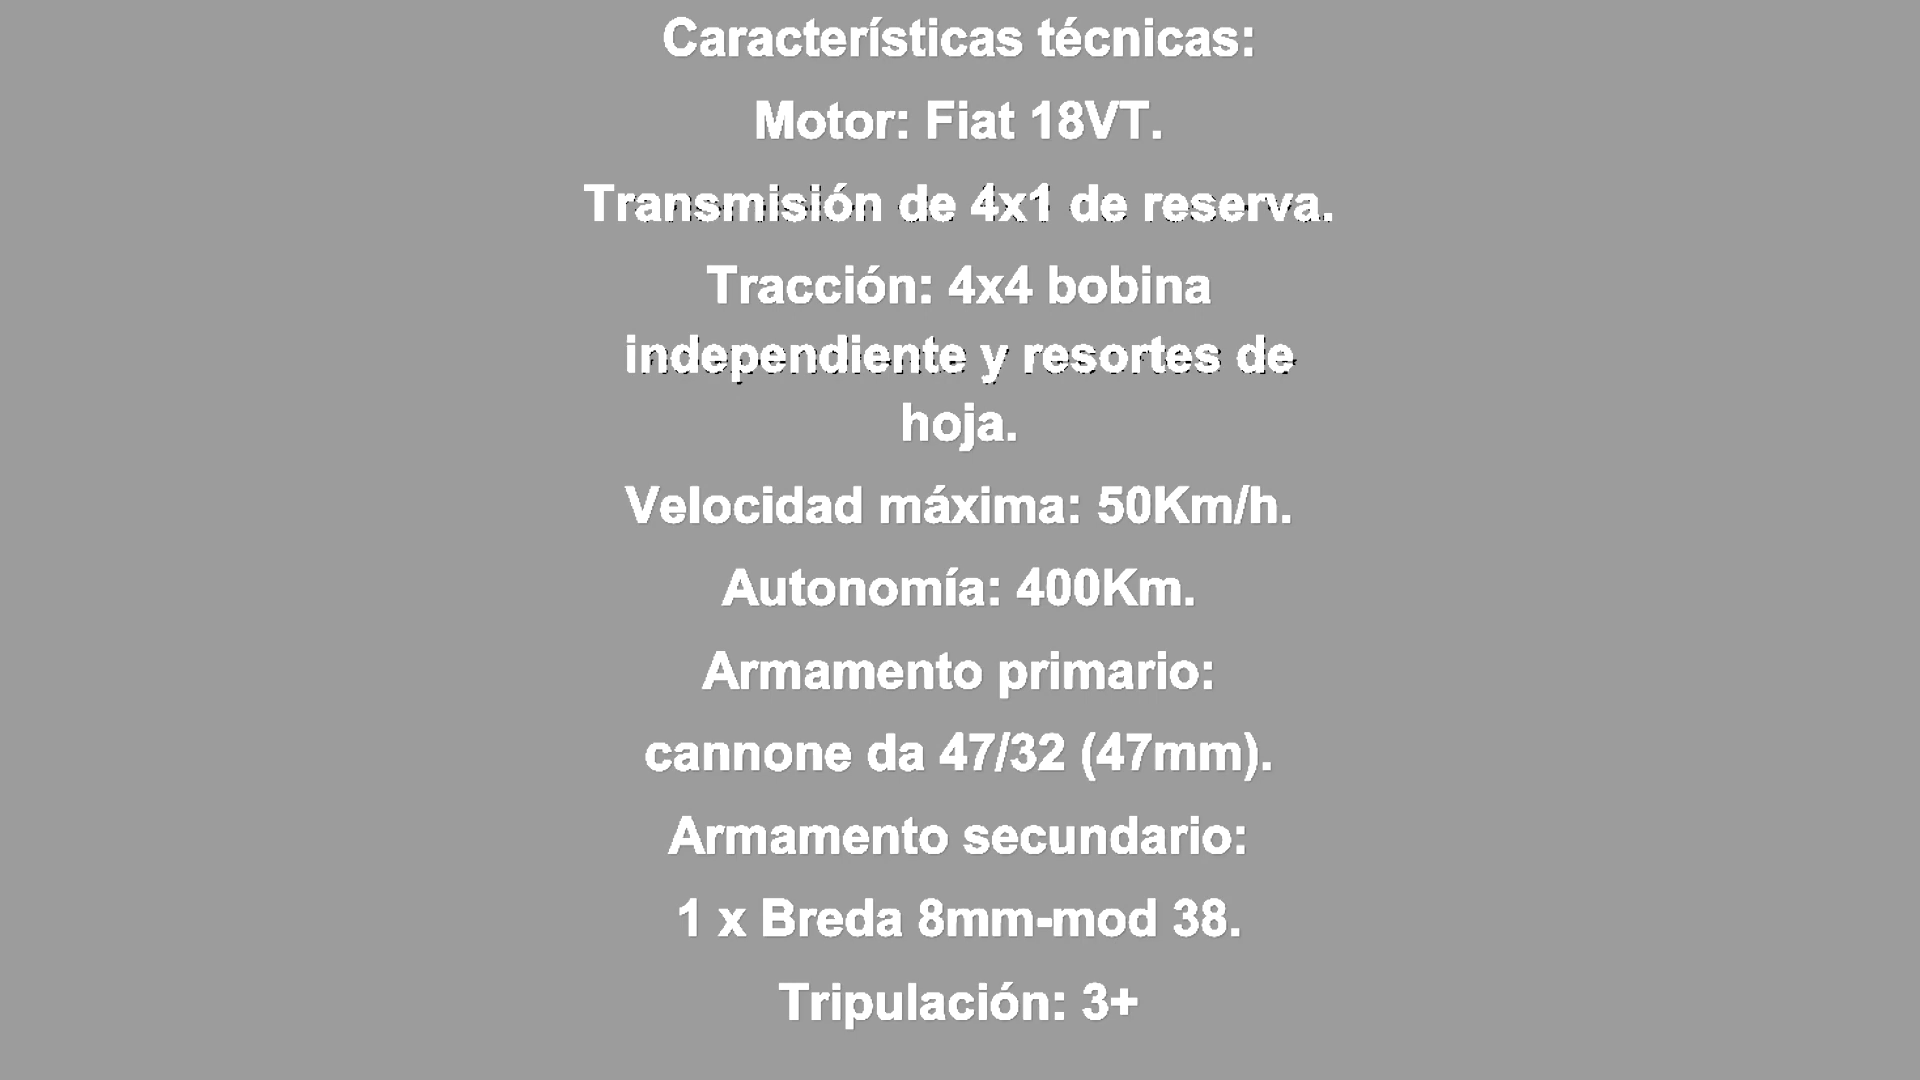 Características técnicas:
Motor: Fiat 18VT.
Transmisión de 4x1 de reserva.
Tracción: 4x4 bobina
independiente y resortes de
hoja.
Velocidad máxima: 50Km/h.
Autonomía: 400Km.
Armamento primario:
cannone da 47/32 (47mm).
Armamento secundario:
1 x Breda 8mm-mod 38.
Tripulación: 3+